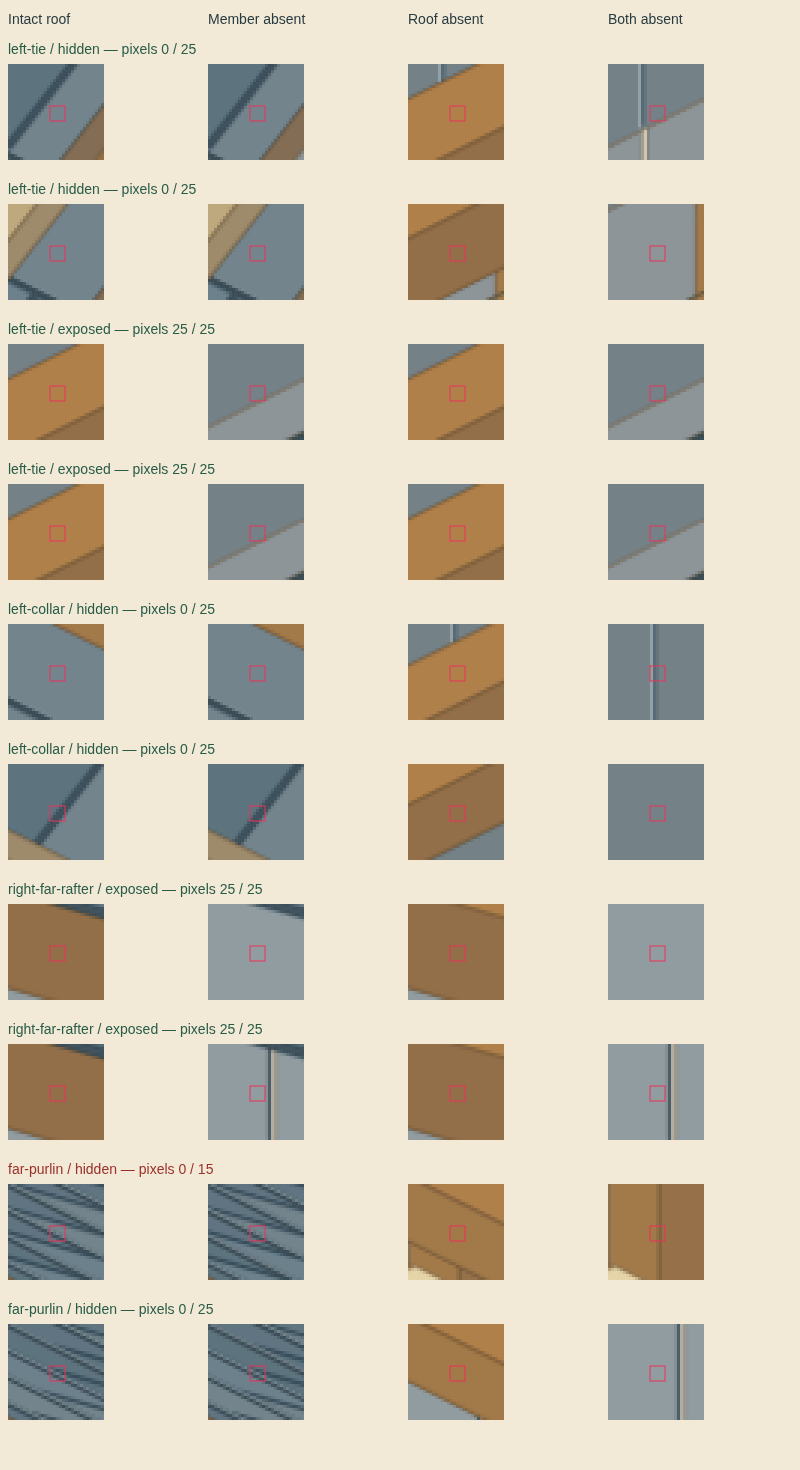 Intact roof Member absent Roof absent Both absent
left-tie / hidden — pixels 0 / 25
left-tie / hidden — pixels 0 / 25
left-tie / exposed — pixels 25 / 25
left-tie / exposed — pixels 25 / 25
left-collar / hidden — pixels 0 / 25
left-collar / hidden — pixels 0 / 25
right-far-rafter / exposed — pixels 25 / 25
right-far-rafter / exposed — pixels 25 / 25
far-purlin / hidden — pixels 0 / 15
far-purlin / hidden — pixels 0 / 25